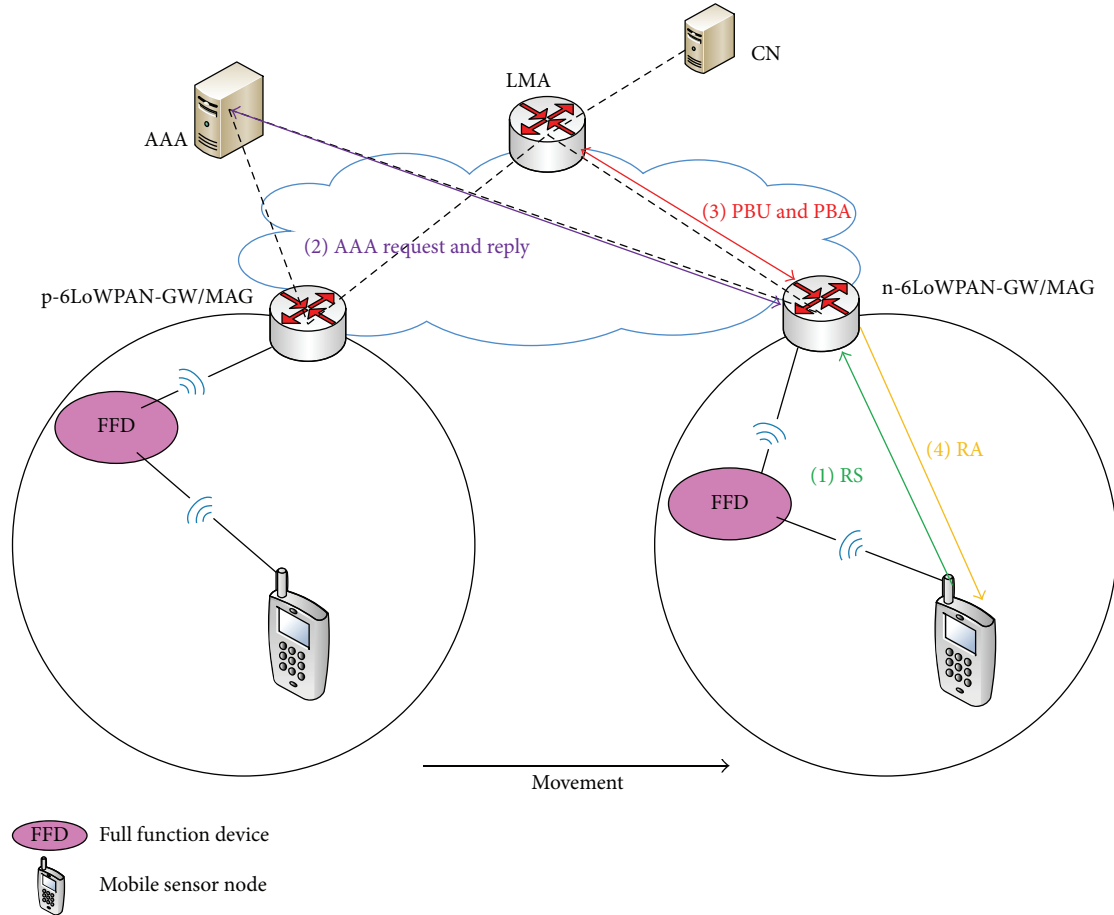 CN
LMA
AAA
(3) PBU and PBA
(2) AAA request and reply
p-6LoWPAN-GW/MAG
n-6LoWPAN-GW/MAG
FFD
(4) RA
(1) RS
FFD
Movement
FFD Full function device
Mobile sensor node